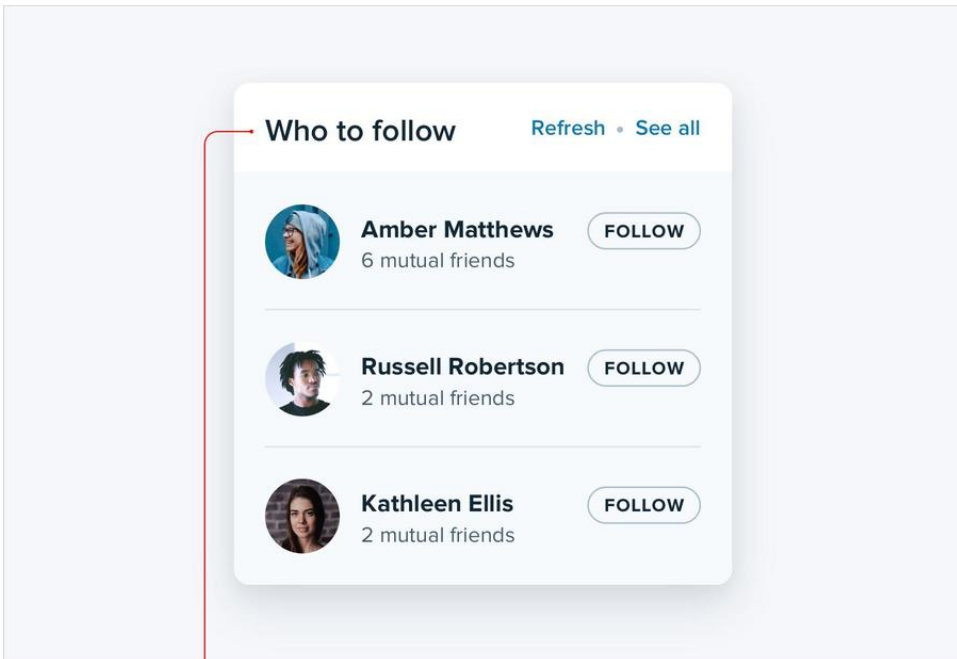 Who to follow
Refresh • See all
Amber Matthews
FOLLOW
6 mutual friends
Russell Robertson
FOLLOW
2 mutual friends
Kathleen Ellis
FOLLOW
2 mutual friends